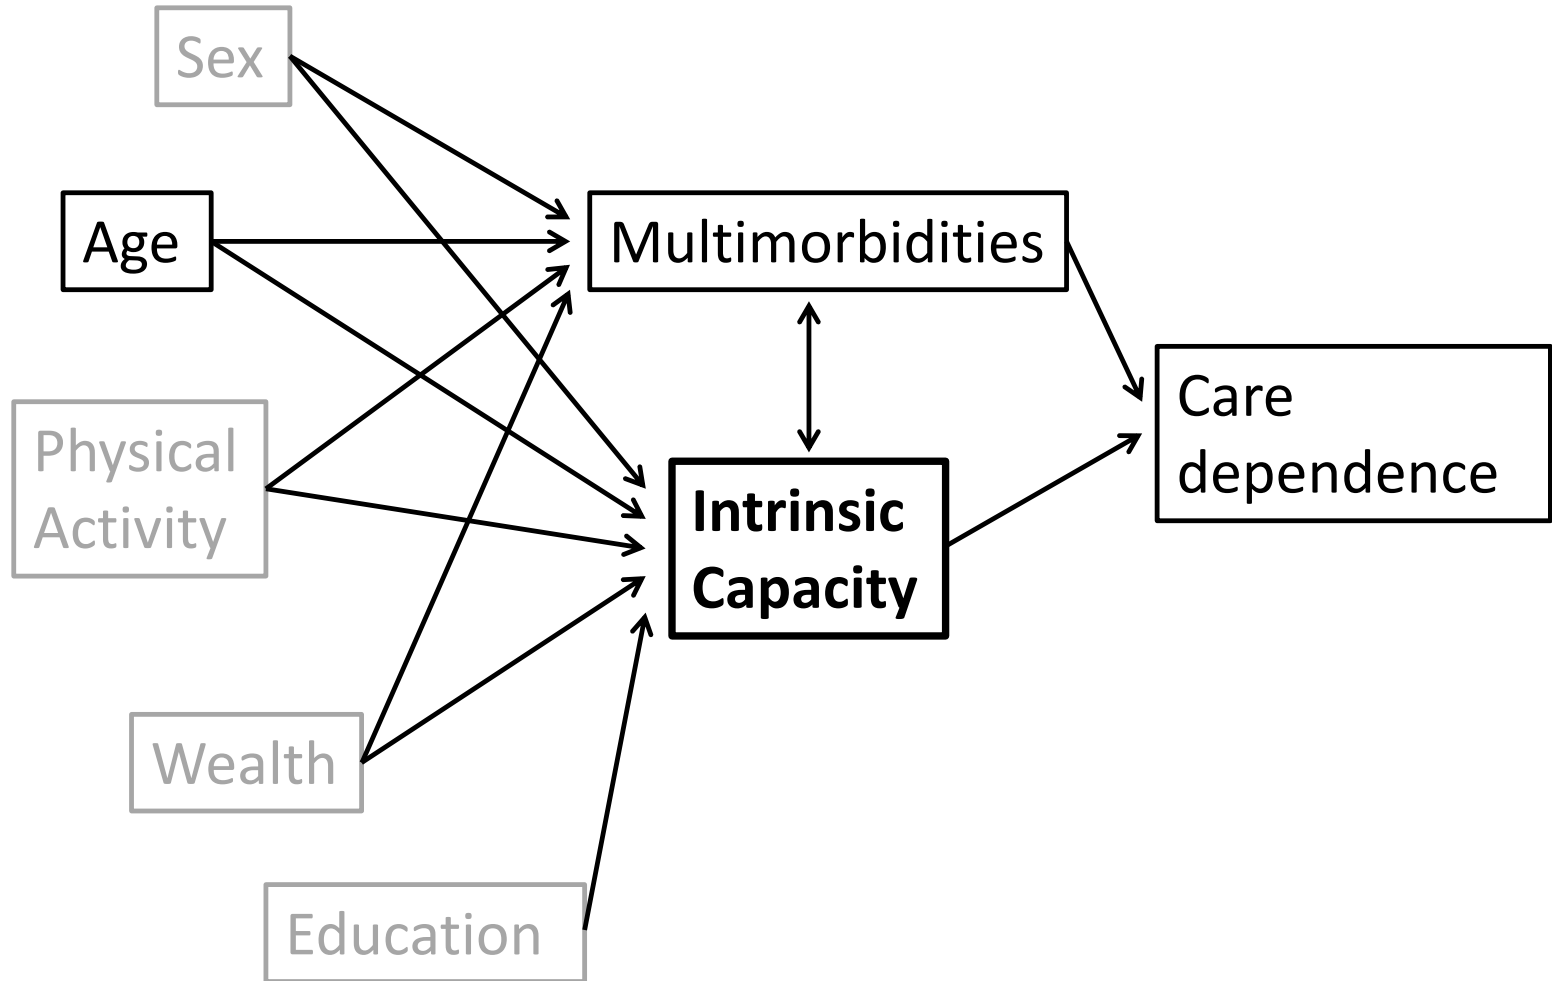 Sex
Age
Multimorbidities
Care
dependence
Physical
Activity
Intrinsic
Capacity
Wealth
Education